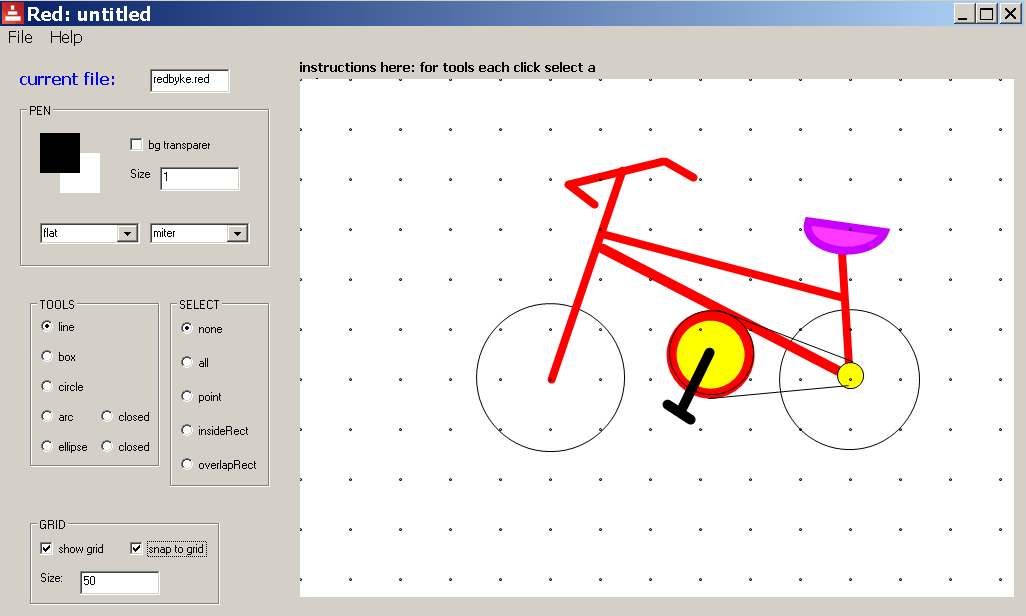 Red: untitled
File Help
instructions here: for tools each click select a
current file: redbyke.red
PEN
bg transparer
Size 1
flat miter
TOOLS
line
box
circle
arc closed
ellipse closed
SELECT
none
all
point
insideRect
overlapRect
GRID
show grid snap to grid
Size: 50